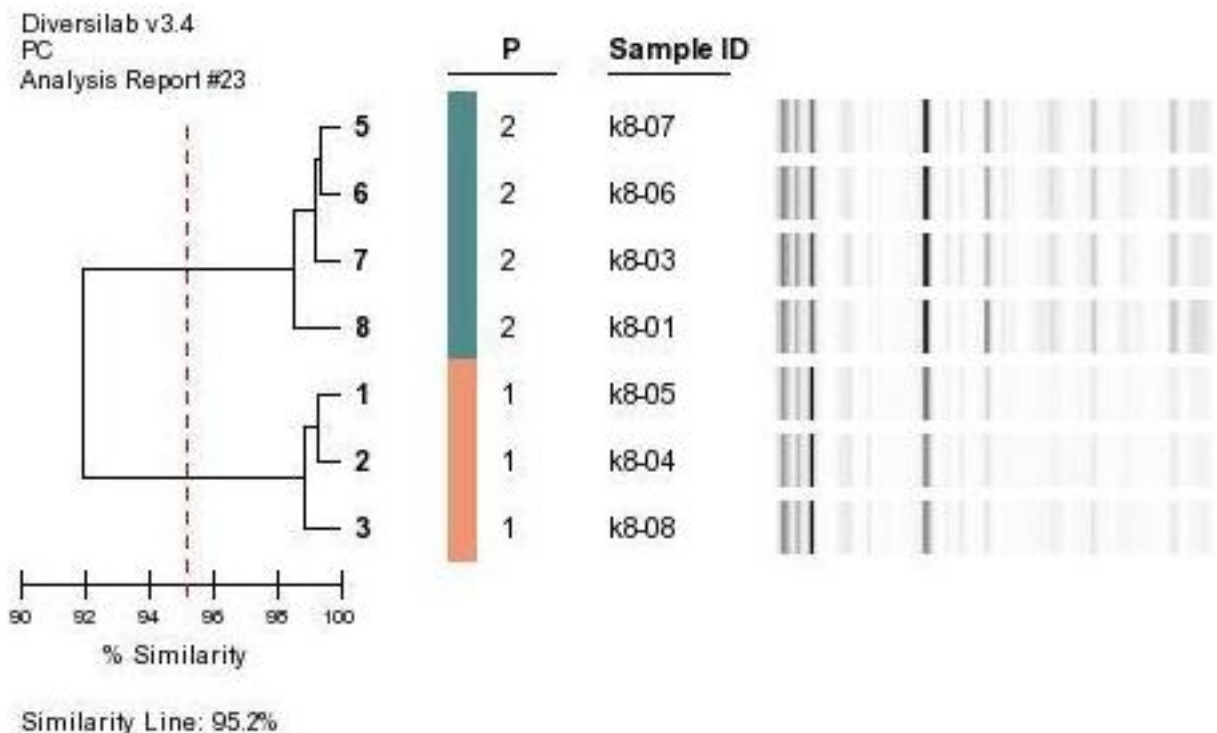 Diversilab v3.4
PC
Analysis Report #23
P Sample ID
5 2 k8-07
6 2 k8-06
7 2 k8-03
8 2 k8-01
1 1 k8-05
2 1 k8-04
3 1 k8-08
90 92 94 96 98 100
% Similarity
Similarity Line: 95.2%